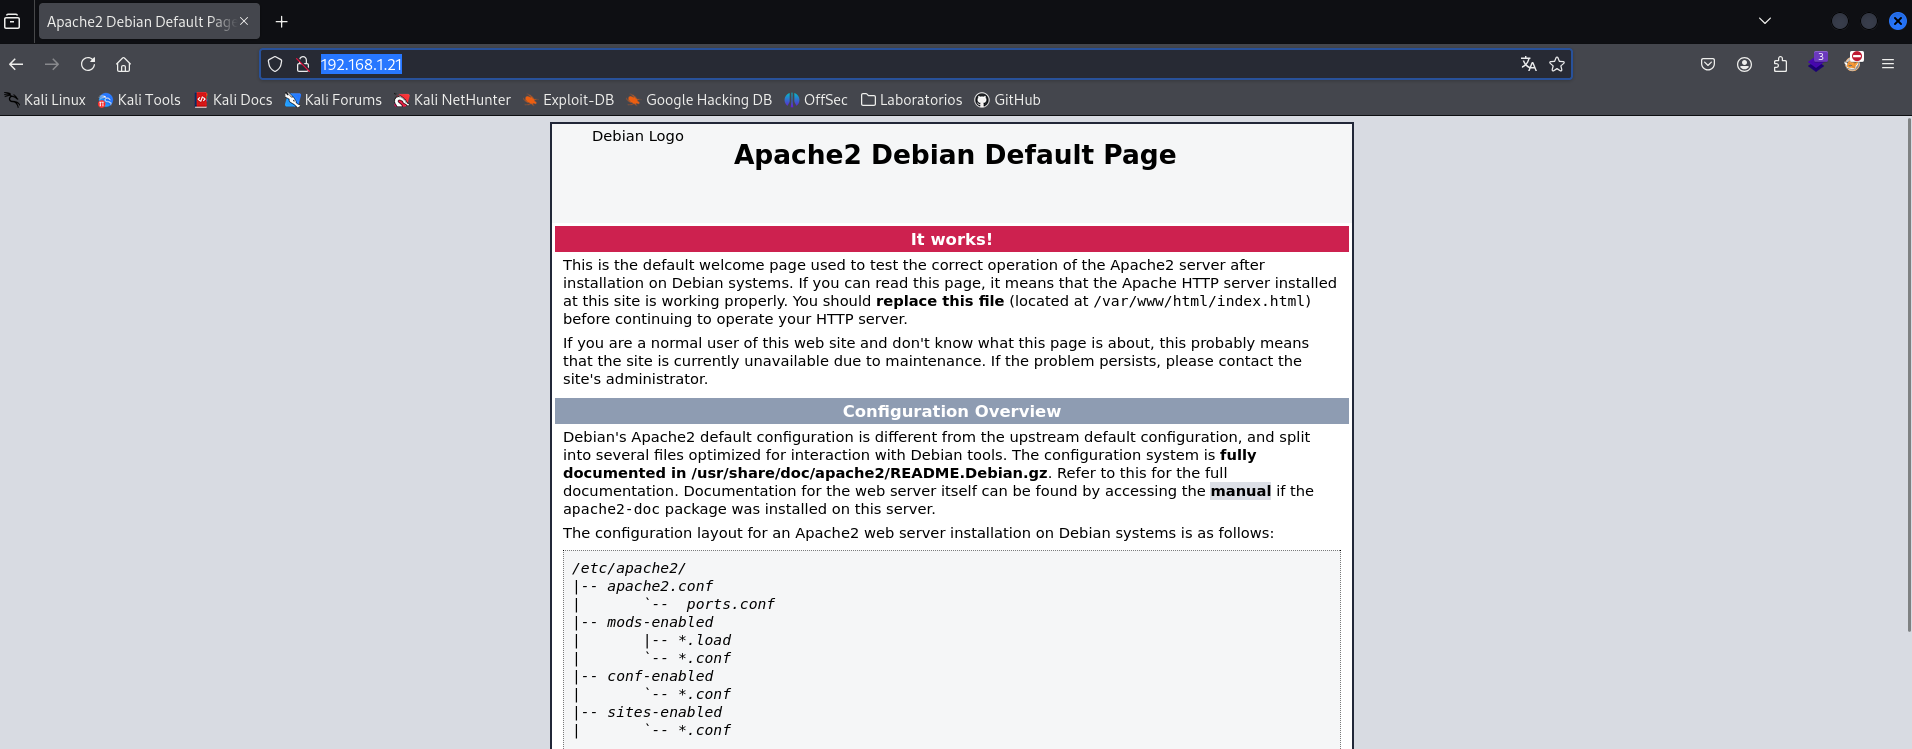 Apache2 Debian Default Pag
192.168.1.21
3
Kali Linux Kali Tools Kali Docs Kali Forums Kali NetHunter Exploit-DB Google Hacking DB OffSec Laboratorios GitHub
Debian Logo
Apache2 Debian Default Page
It works!
This is the default welcome page used to test the correct operation of the Apache2 server after
installation on Debian systems. If you can read this page, it means that the Apache HTTP server installed
at this site is working properly. You should replace this file (located at /var/www/html/index.html)
before continuing to operate your HTTP server.
If you are a normal user of this web site and don't know what this page is about, this probably means
that the site is currently unavailable due to maintenance. If the problem persists, please contact the
site's administrator.
Configuration Overview
Debian's Apache2 default configuration is different from the upstream default configuration, and split
into several files optimized for interaction with Debian tools. The configuration system is fully
documented in /usr/share/doc/apache2/README.Debian.gz. Refer to this for the full
documentation. Documentation for the web server itself can be found by accessing the manual if the
apache2-doc package was installed on this server.
The configuration layout for an Apache2 web server installation on Debian systems is as follows:
/etc/apache2/
|-- apache2.conf
|       `--  ports.conf
|-- mods-enabled
|       |-- *.load
|       `-- *.conf
|-- conf-enabled
|       `-- *.conf
|-- sites-enabled
|       `-- *.conf